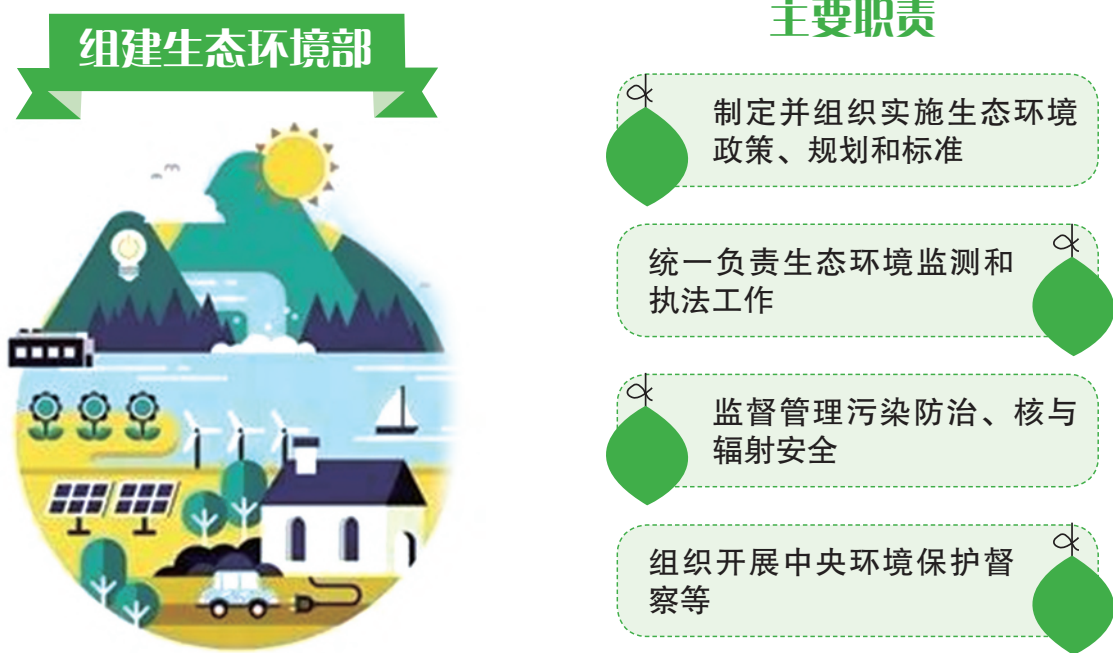 组建生态环境部
主要职责
制定并组织实施生态环境
政策、规划和标准
统一负责生态环境监测和
执法工作
监督管理污染防治、核与
辐射安全
组织开展中央环境保护督
察等